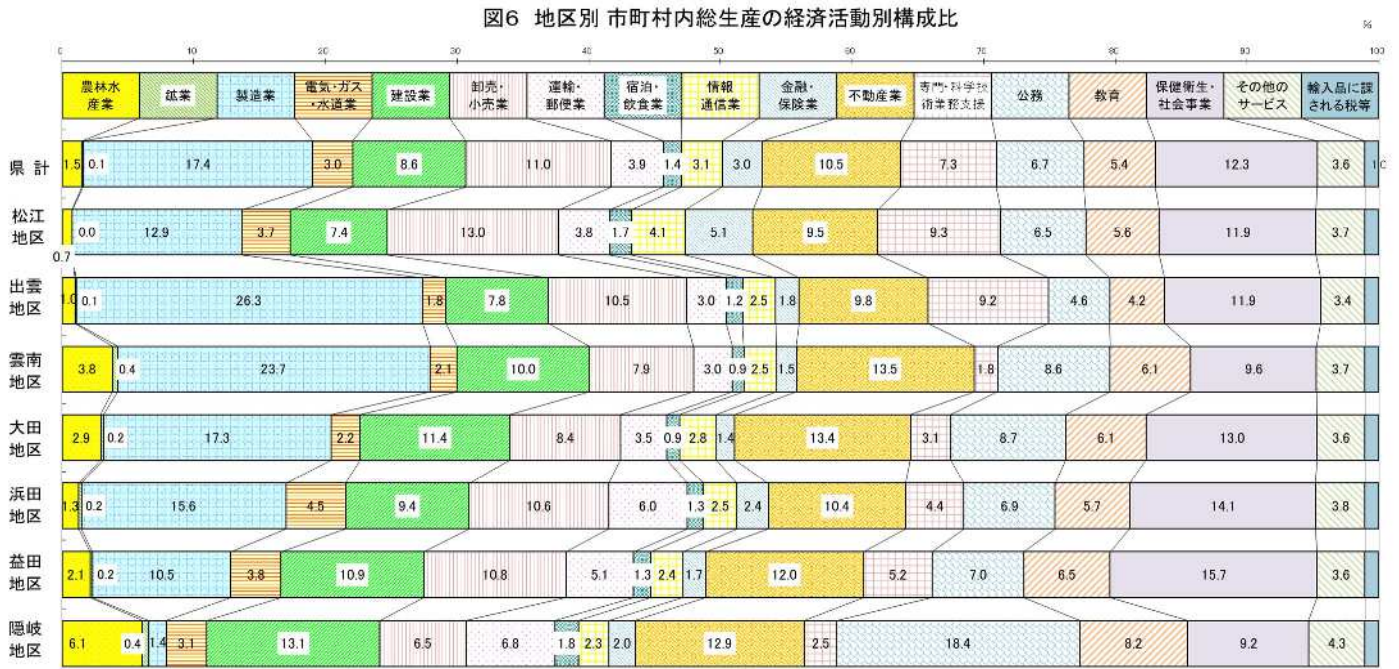 図6 地区別 市町村内総生産の経済活動別構成比
%
0 10 20 30 40 50 60 70 80 90 100
農林水産業 鉱業 製造業 電気・ガス・水道業 建設業 卸売・小売業 運輸・郵便業 宿泊・飲食業 情報通信業 金融・保険業 不動産業 専門・科学技術業務支援 公務 教育 保健衛生・社会事業 その他のサービス 輸入品に課される税等
県計 1.5 0.1 17.4 3.0 8.6 11.0 3.9 1.4 3.1 3.0 10.5 7.3 6.7 5.4 12.3 3.6 1.0
松江地区 0.7 0.0 12.9 3.7 7.4 13.0 3.8 1.7 4.1 5.1 9.5 9.3 6.5 5.6 11.9 3.7
出雲地区 1.0 0.1 26.3 1.8 7.8 10.5 3.0 1.2 2.5 1.8 9.8 9.2 4.6 4.2 11.9 3.4
雲南地区 3.8 0.4 23.7 2.1 10.0 7.9 3.0 0.9 2.5 1.5 13.5 1.8 8.6 6.1 9.6 3.7
大田地区 2.9 0.2 17.3 2.2 11.4 8.4 3.5 0.9 2.8 1.4 13.4 3.1 8.7 6.1 13.0 3.6
浜田地区 1.3 0.2 15.6 4.5 9.4 10.6 6.0 1.3 2.5 2.4 10.4 4.4 6.9 5.7 14.1 3.8
益田地区 2.1 0.2 10.5 3.8 10.9 10.8 5.1 1.3 2.4 1.7 12.0 5.2 7.0 6.5 15.7 3.6
隠岐地区 6.1 0.4 1.4 3.1 13.1 6.5 6.8 1.8 2.3 2.0 12.9 2.5 18.4 8.2 9.2 4.3